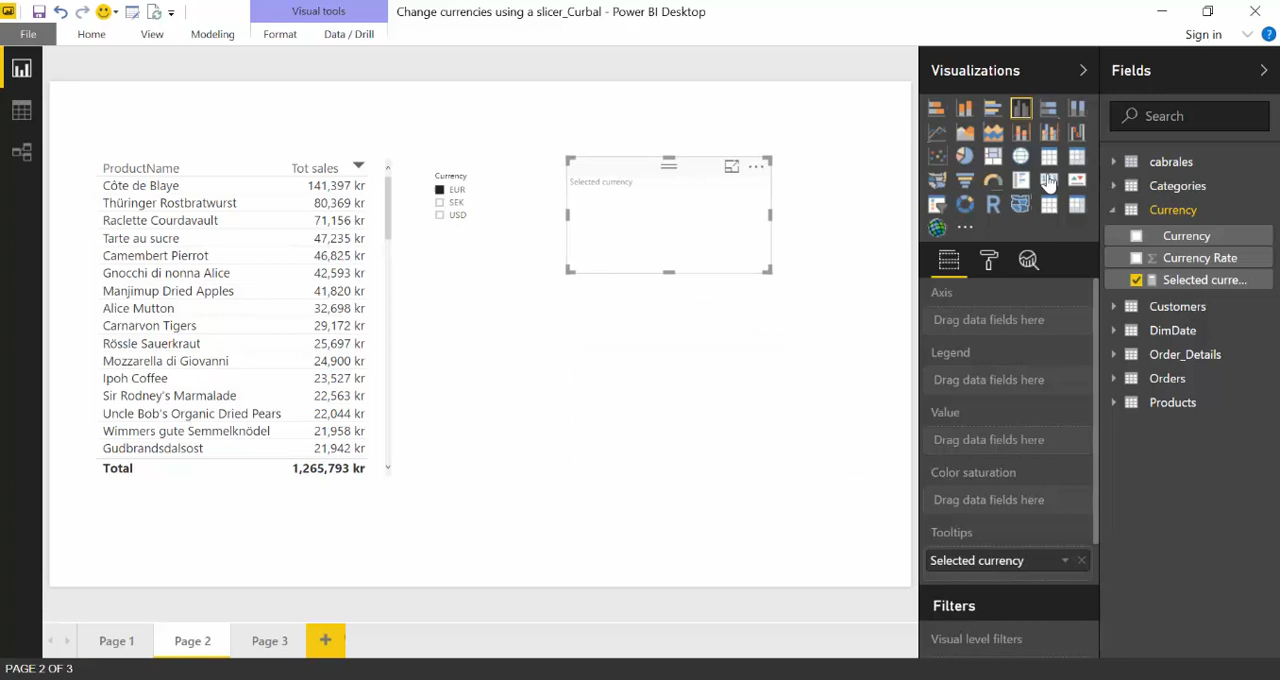 Visual tools
Change currencies using a slicer_Curbal - Power BI Desktop
File
Home
View
Modeling
Format
Data / Drill
Sign in
?
ProductName Tot sales
Côte de Blaye 141,397 kr
Thüringer Rostbratwurst 80,369 kr
Raclette Courdavault 71,156 kr
Tarte au sucre 47,235 kr
Camembert Pierrot 46,825 kr
Gnocchi di nonna Alice 42,593 kr
Manjimup Dried Apples 41,820 kr
Alice Mutton 32,698 kr
Carnarvon Tigers 29,172 kr
Rössle Sauerkraut 25,697 kr
Mozzarella di Giovanni 24,900 kr
Ipoh Coffee 23,527 kr
Sir Rodney's Marmalade 22,563 kr
Uncle Bob's Organic Dried Pears 22,044 kr
Wimmers gute Semmelknödel 21,958 kr
Gudbrandsdalsost 21,942 kr
Total 1,265,793 kr
Currency
EUR
SEK
USD
Selected currency
Visualizations
R
Axis
Drag data fields here
Legend
Drag data fields here
Value
Drag data fields here
Color saturation
Drag data fields here
Tooltips
Selected currency
Filters
Visual level filters
Fields
Search
cabrales
Categories
Currency
Currency
Σ Currency Rate
Selected curre...
Customers
DimDate
Order_Details
Orders
Products
Page 1
Page 2
Page 3
+
PAGE 2 OF 3